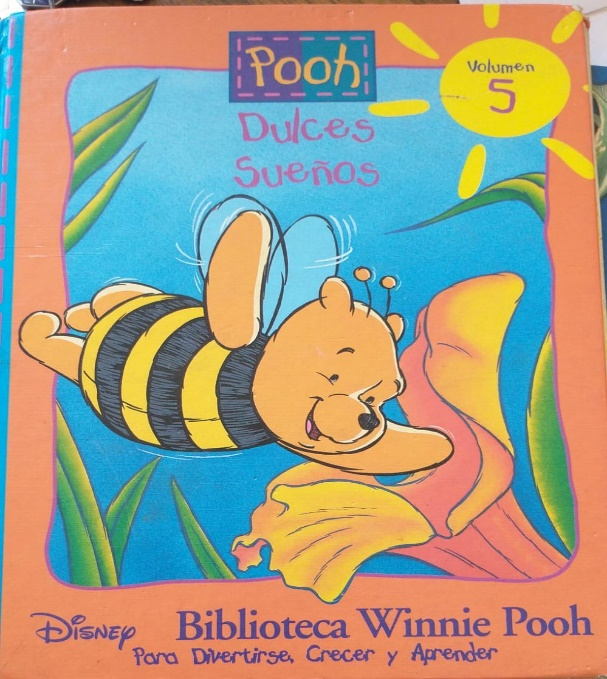 Pooh
Volumen
5
Dulces
Sueños
Disney
Biblioteca Winnie Pooh
Para Divertirse, Crecer y Aprender